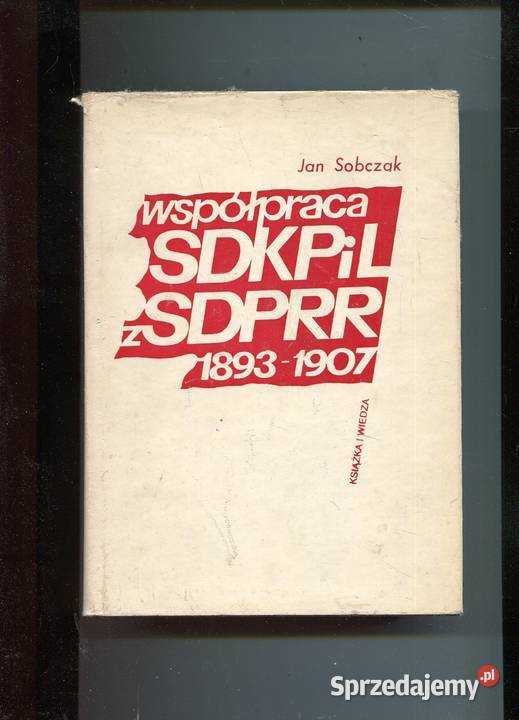 Jan Sobczak
współpraca
SDKPiL
z SDPRR
1893-1907
KSIĄŻKA I WIEDZA
Sprzedajemy.pl